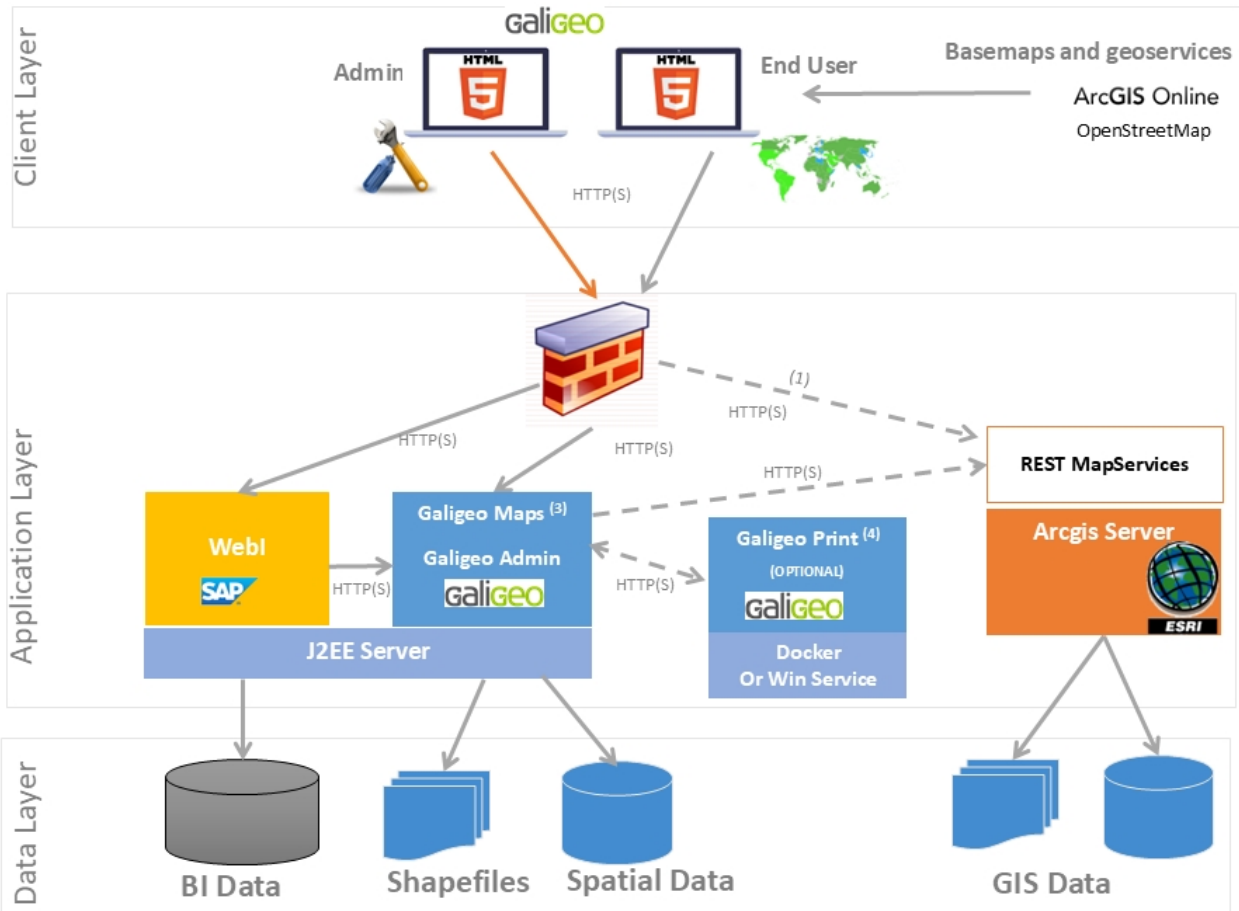 Client Layer
GaliGEO
Admin
HTML
5
HTML
5
End User
Basemaps and geoservices
ArcGIS Online
OpenStreetMap
HTTP(S)
Application Layer
(1)
HTTP(S)
HTTP(S)
HTTP(S)
HTTP(S)
REST MapServices
WebI
SAP
HTTP(S)
Galigeo Maps (3)
Galigeo Admin
GaliGEO
HTTP(S)
Galigeo Print (4)
(OPTIONAL)
GaliGEO
Arcgis Server
ESRI
J2EE Server
Docker
Or Win Service
Data Layer
BI Data
Shapefiles
Spatial Data
GIS Data